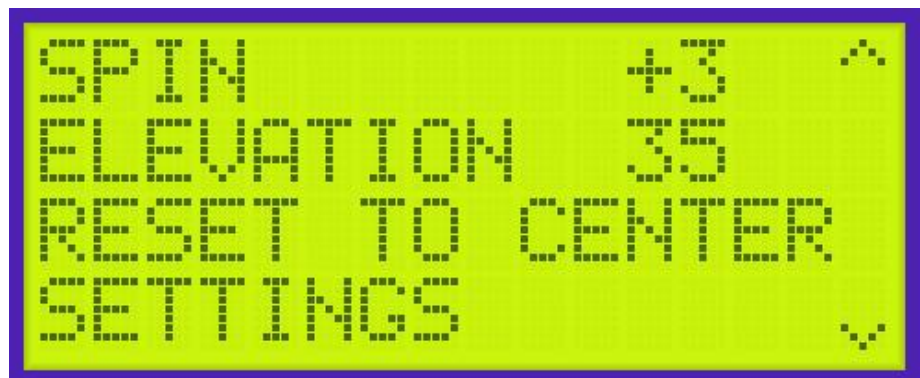 SPIN +3 ^
ELEVATION 35
RESET TO CENTER
SETTINGS